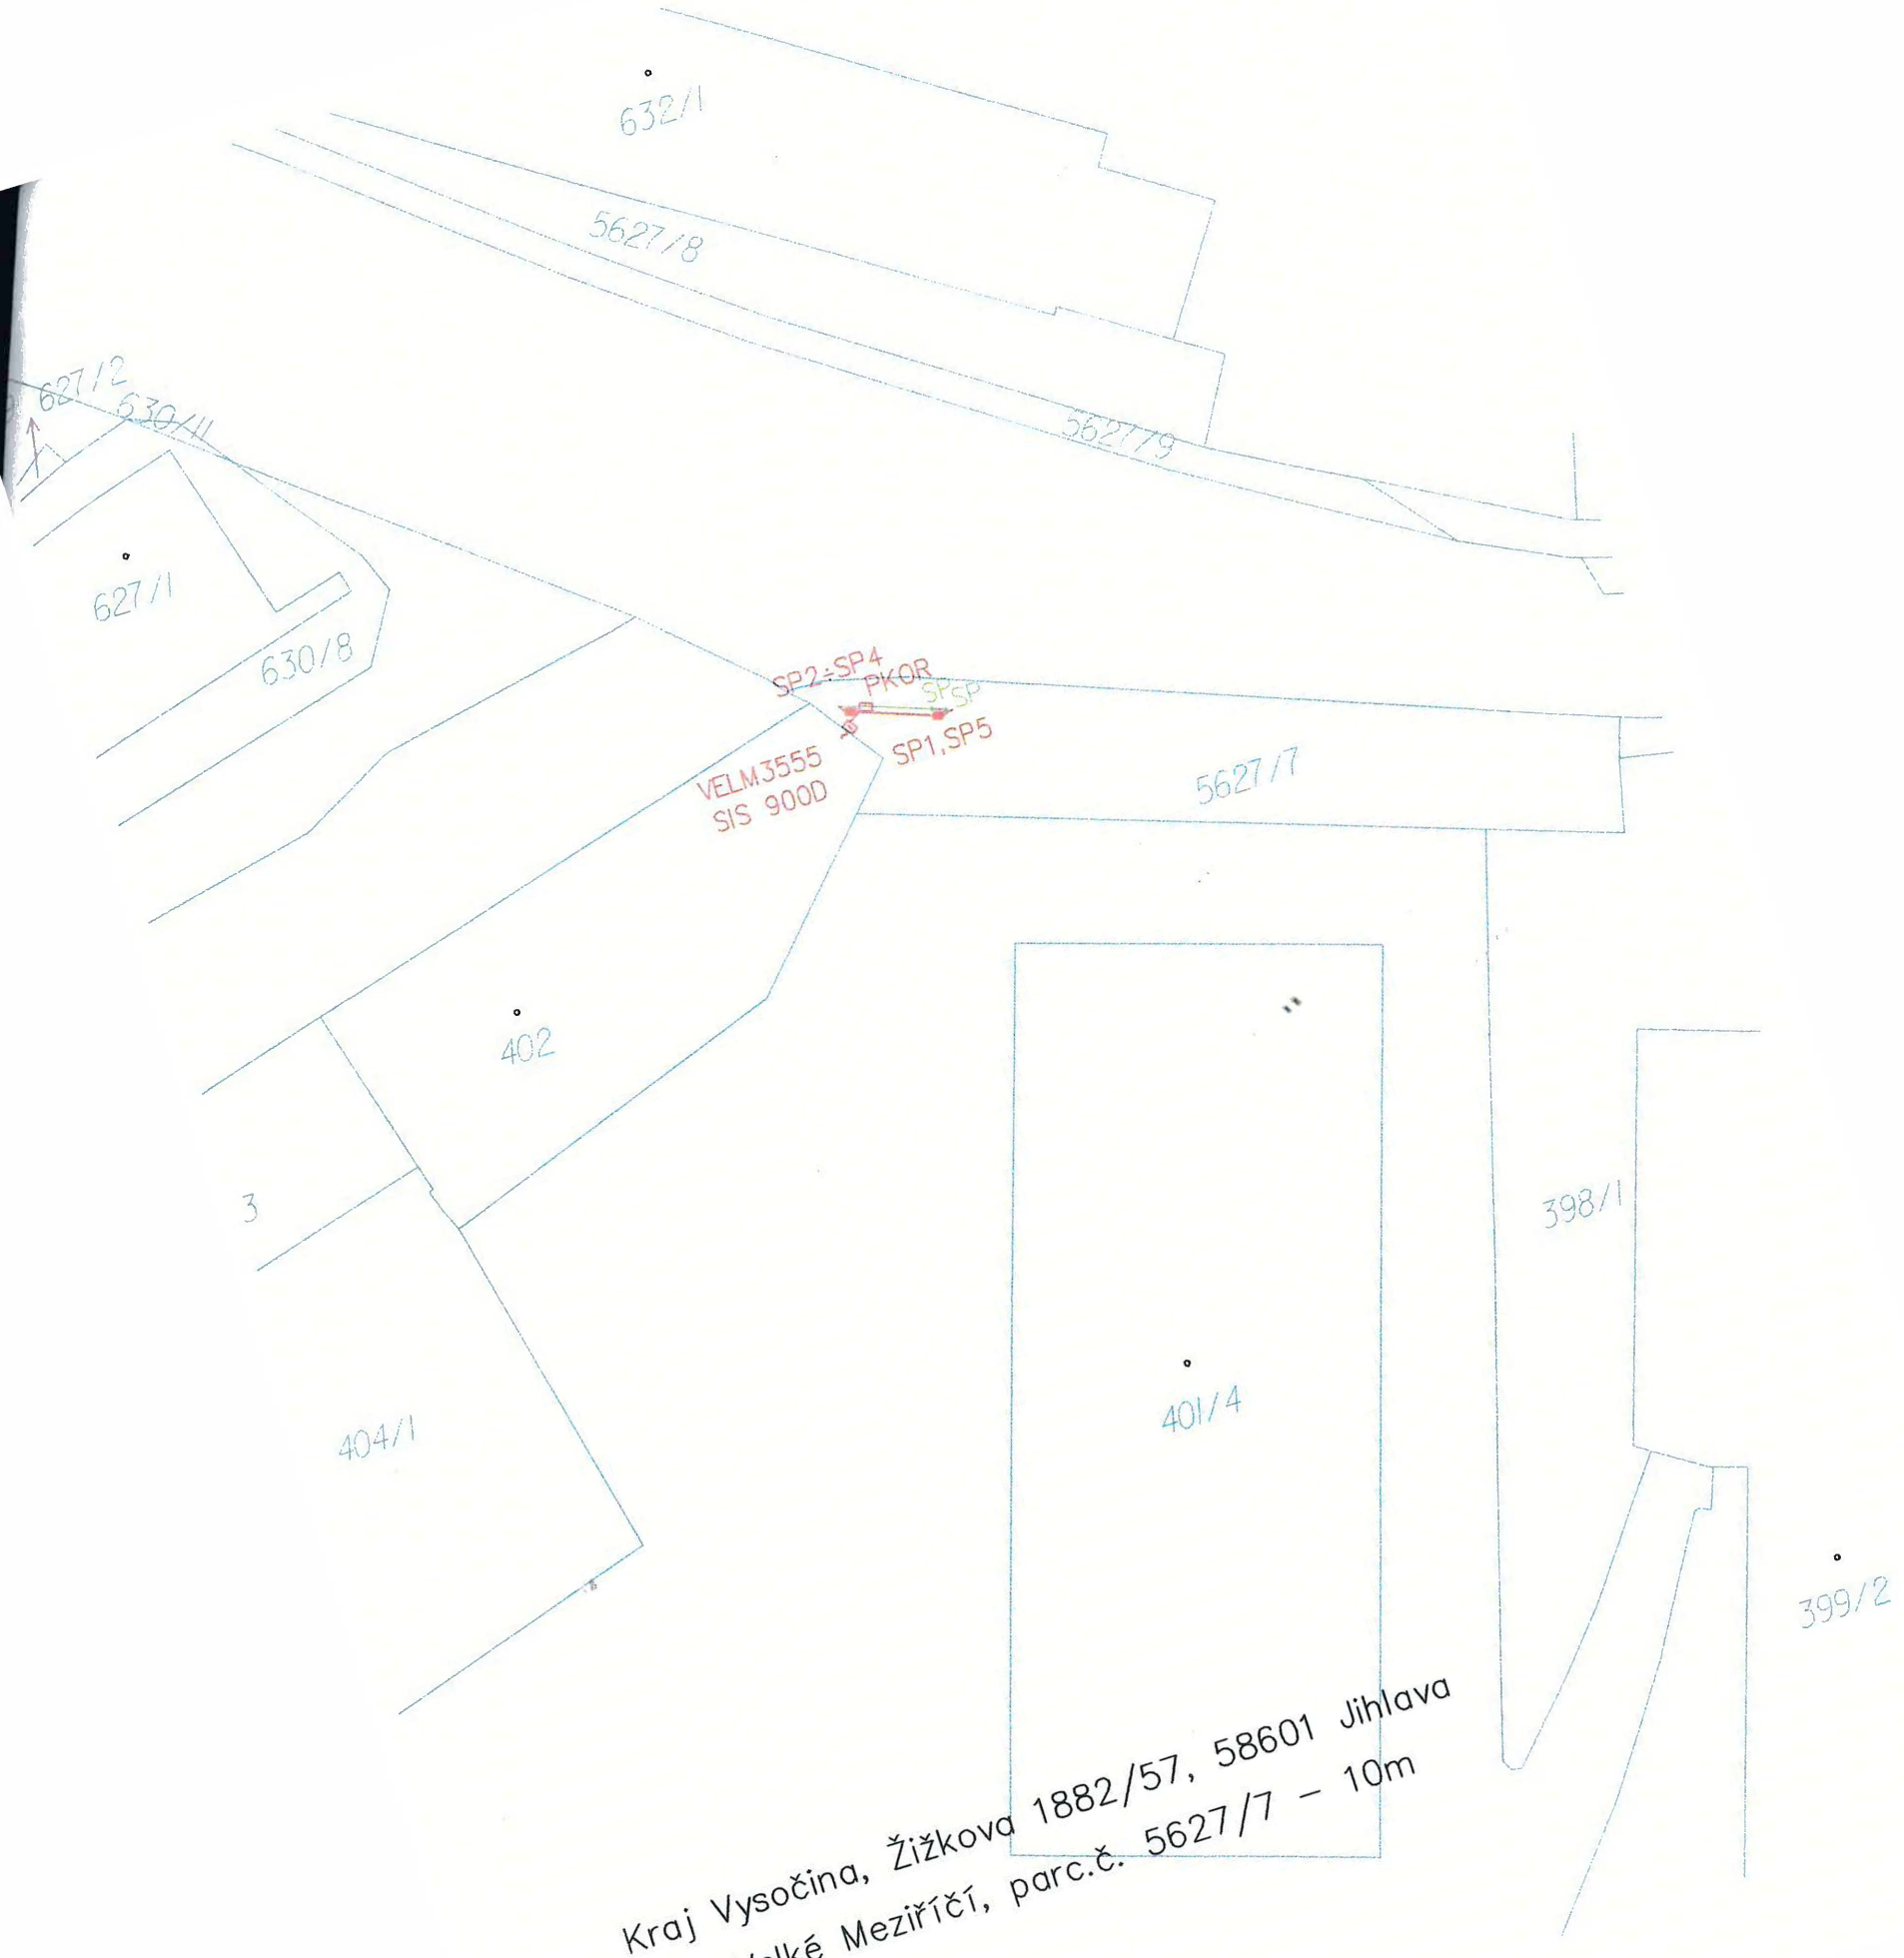 632/1
5627/8
627/2
630/11
5627/9
627/1
630/8
SP2÷SP4
PKOR
SP
SP
SP1,SP5
VELM3555
SIS 900D
5627/7
402
3
398/1
401/4
404/1
399/2
Kraj Vysočina, Žižkova 1882/57, 58601 Jihlava
Meziříčí, parc.č. 5627/7 – 10m